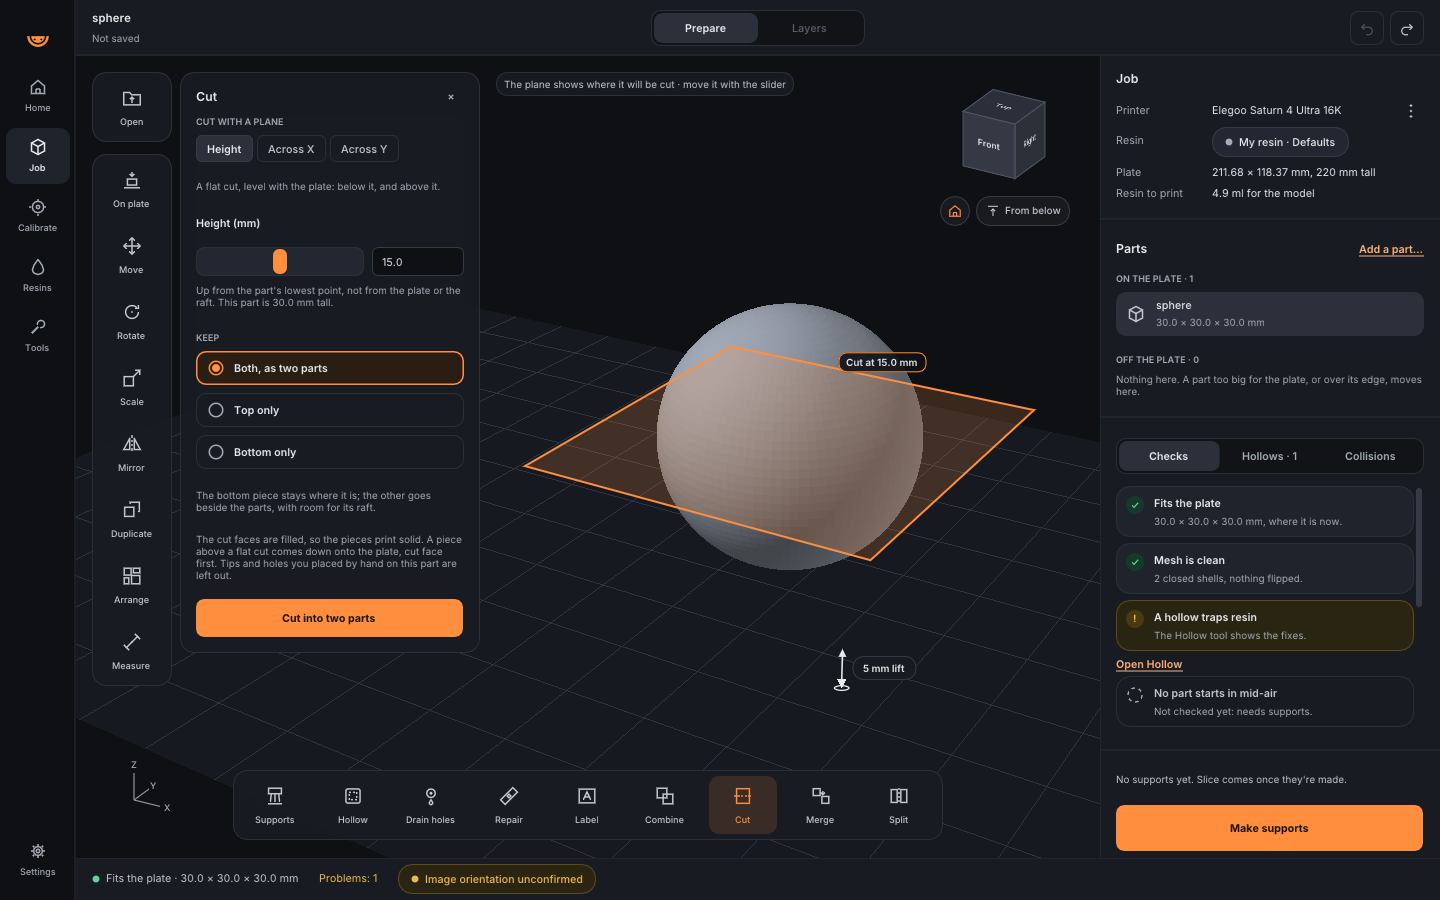 sphere
Not saved
Prepare
Layers
Home
Job
Calibrate
Resins
Tools
Settings
Open
On plate
Move
Rotate
Scale
Mirror
Duplicate
Arrange
Measure
Cut
×
CUT WITH A PLANE
Height
Across X
Across Y
A flat cut, level with the plate: below it, and above it.
Height (mm)
15.0
Up from the part's lowest point, not from the plate or the
raft. This part is 30.0 mm tall.
KEEP
Both, as two parts
Top only
Bottom only
The bottom piece stays where it is; the other goes
beside the parts, with room for its raft.
The cut faces are filled, so the pieces print solid. A piece
above a flat cut comes down onto the plate, cut face
first. Tips and holes you placed by hand on this part are
left out.
Cut into two parts
The plane shows where it will be cut · move it with the slider
Top
Front
Right
From below
Cut at 15.0 mm
5 mm lift
Z
Y
X
Supports
Hollow
Drain holes
Repair
Label
Combine
Cut
Merge
Split
Job
Printer
Elegoo Saturn 4 Ultra 16K
Resin
My resin · Defaults
Plate
211.68 × 118.37 mm, 220 mm tall
Resin to print
4.9 ml for the model
Parts
Add a part...
ON THE PLATE · 1
sphere
30.0 × 30.0 × 30.0 mm
OFF THE PLATE · 0
Nothing here. A part too big for the plate, or over its edge, moves
here.
Checks
Hollows · 1
Collisions
Fits the plate
30.0 × 30.0 × 30.0 mm, where it is now.
Mesh is clean
2 closed shells, nothing flipped.
A hollow traps resin
The Hollow tool shows the fixes.
Open Hollow
No part starts in mid-air
Not checked yet: needs supports.
No supports yet. Slice comes once they're made.
Make supports
Fits the plate · 30.0 × 30.0 × 30.0 mm
Problems: 1
Image orientation unconfirmed